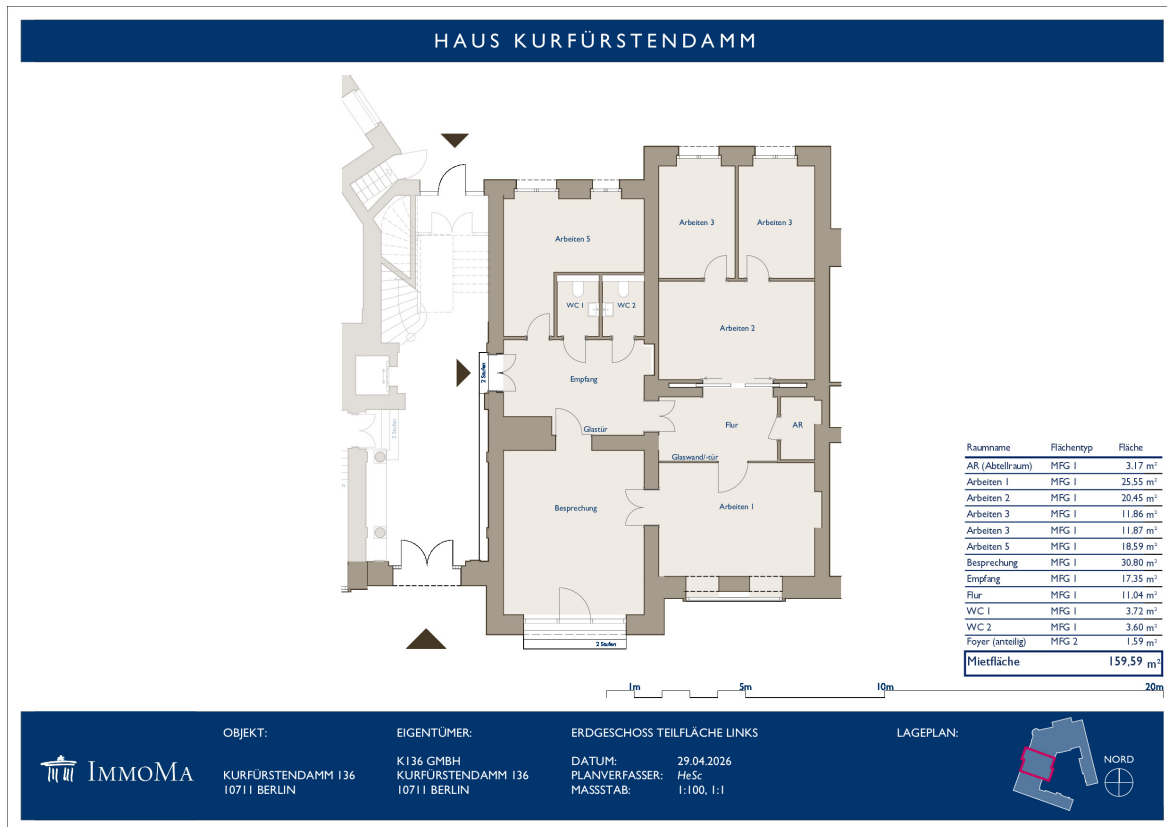 HAUS KURFÜRSTENDAMM
Arbeiten 3
Arbeiten 3
Arbeiten 5
WC 1
WC 2
Arbeiten 2
2 Stufen
Empfang
Glastür
Flur
AR
2 Stufen
Glaswand/-tür
Besprechung
Arbeiten 1
2 Stufen
Raumname Flächentyp Fläche
AR (Abtellraum) MFG 1 3.17 m²
Arbeiten 1 MFG 1 25.55 m²
Arbeiten 2 MFG 1 20.45 m²
Arbeiten 3 MFG 1 11.86 m²
Arbeiten 3 MFG 1 11.87 m²
Arbeiten 5 MFG 1 18.59 m²
Besprechung MFG 1 30.80 m²
Empfang MFG 1 17.35 m²
Flur MFG 1 11.04 m²
WC 1 MFG 1 3.72 m²
WC 2 MFG 1 3.60 m²
Foyer (anteilig) MFG 2 1.59 m²
Mietfläche 159,59 m²
1m 5m 10m 20m
IMMOMA
OBJEKT:
KURFÜRSTENDAMM 136
10711 BERLIN
EIGENTÜMER:
K136 GMBH
KURFÜRSTENDAMM 136
10711 BERLIN
ERDGESCHOSS TEILFLÄCHE LINKS
DATUM: 29.04.2026
PLANVERFASSER: HeSc
MASSSTAB: 1:100, 1:1
LAGEPLAN:
NORD